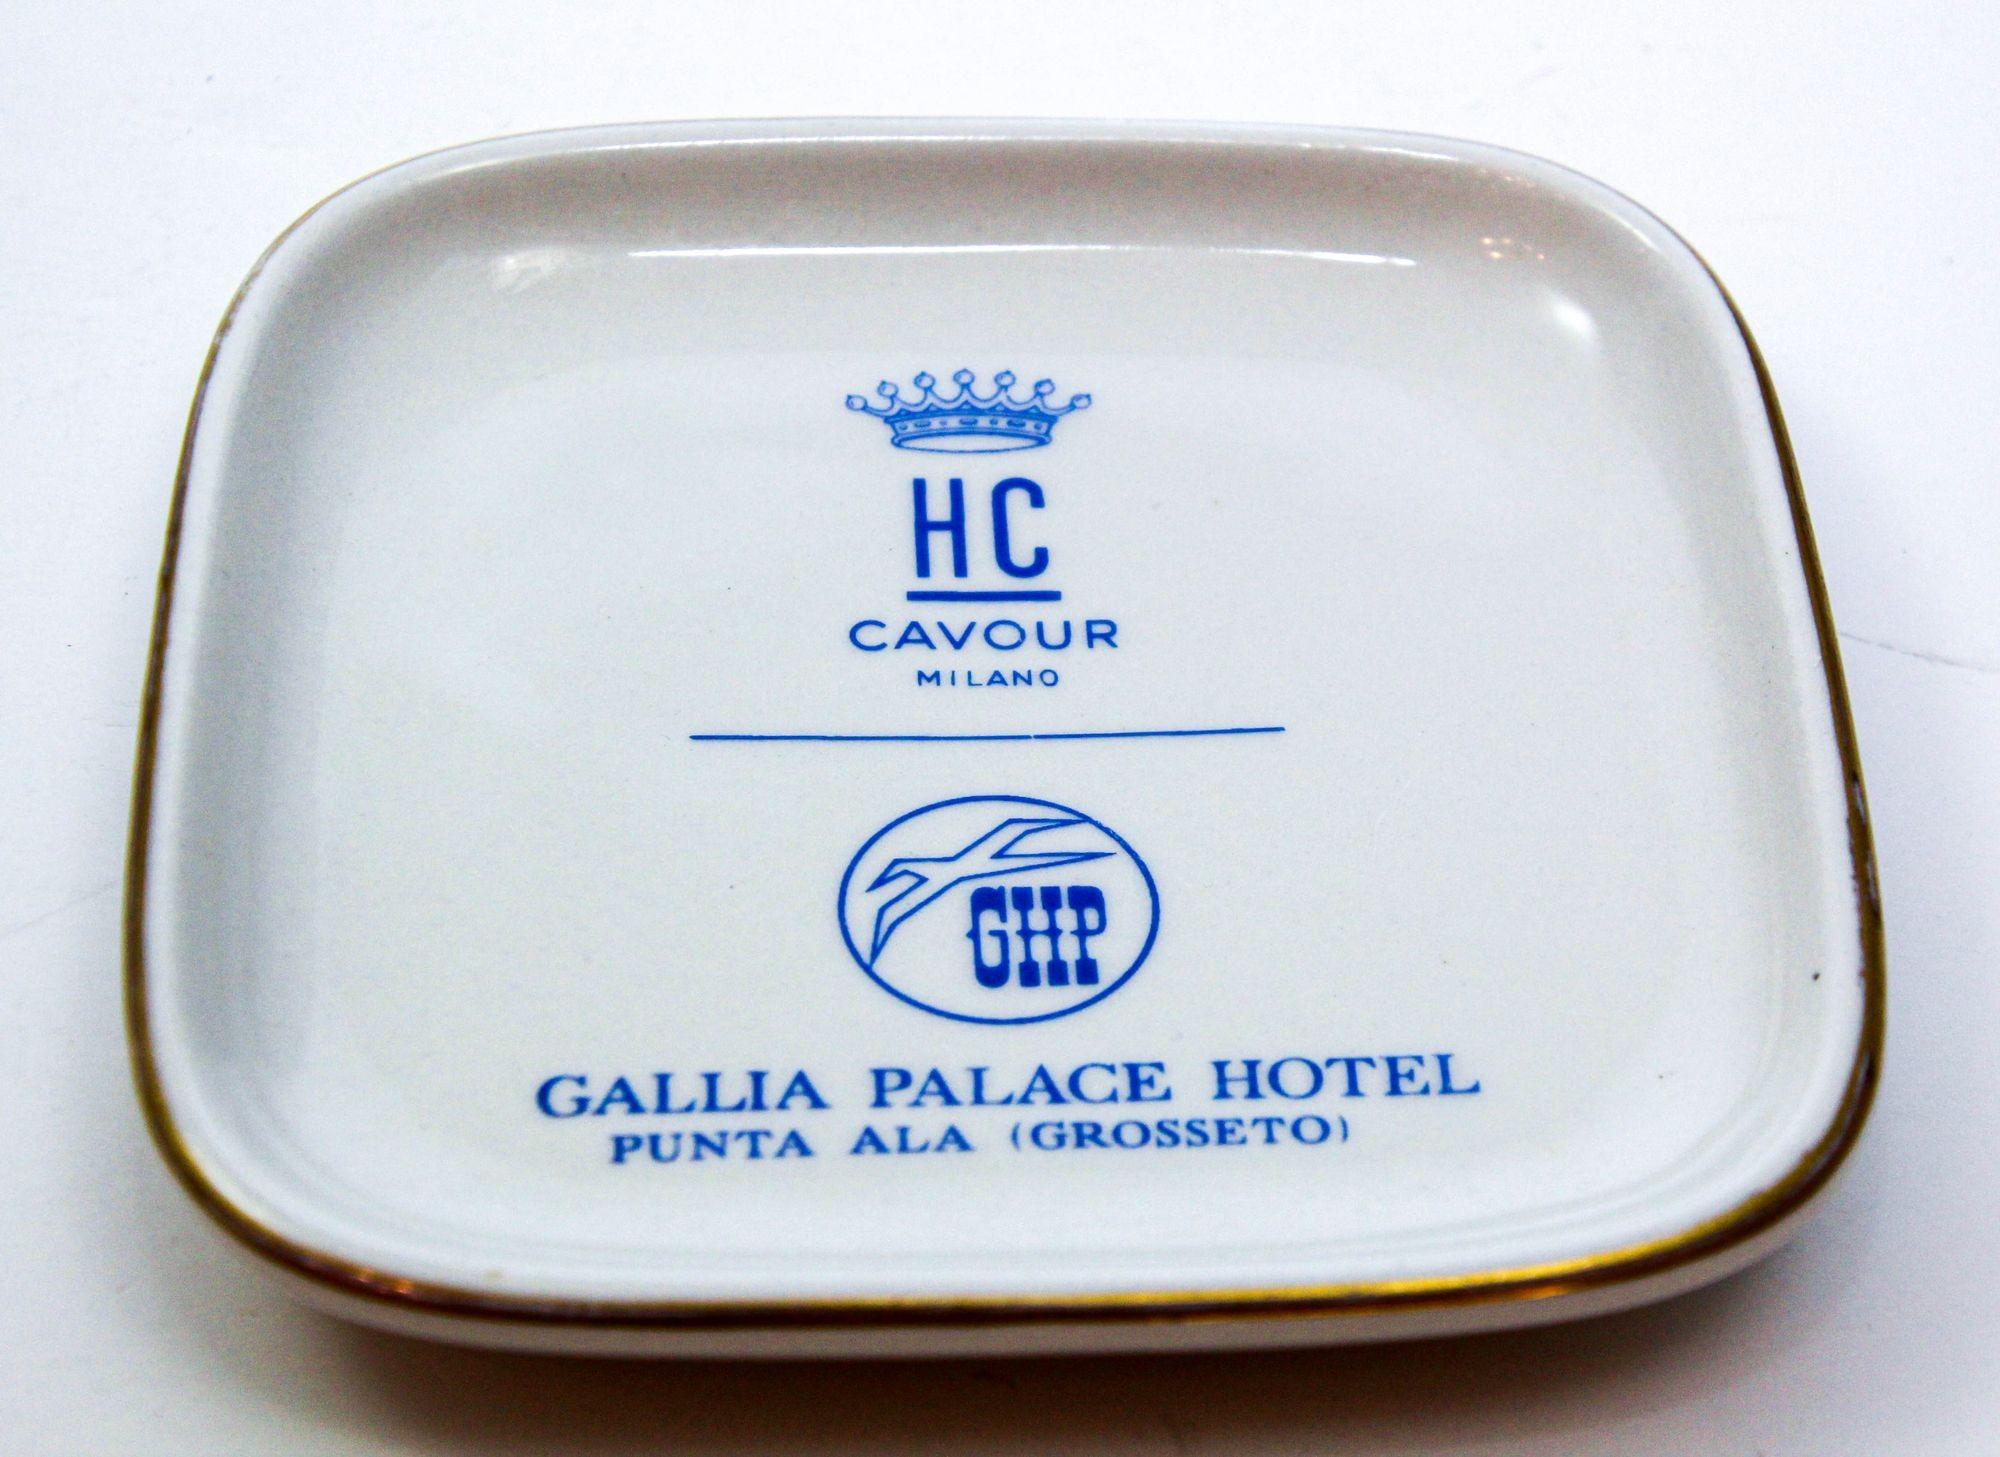 HC
CAVOUR
MILANO
GHP
GALLIA PALACE HOTEL
PUNTA ALA (GROSSETO)